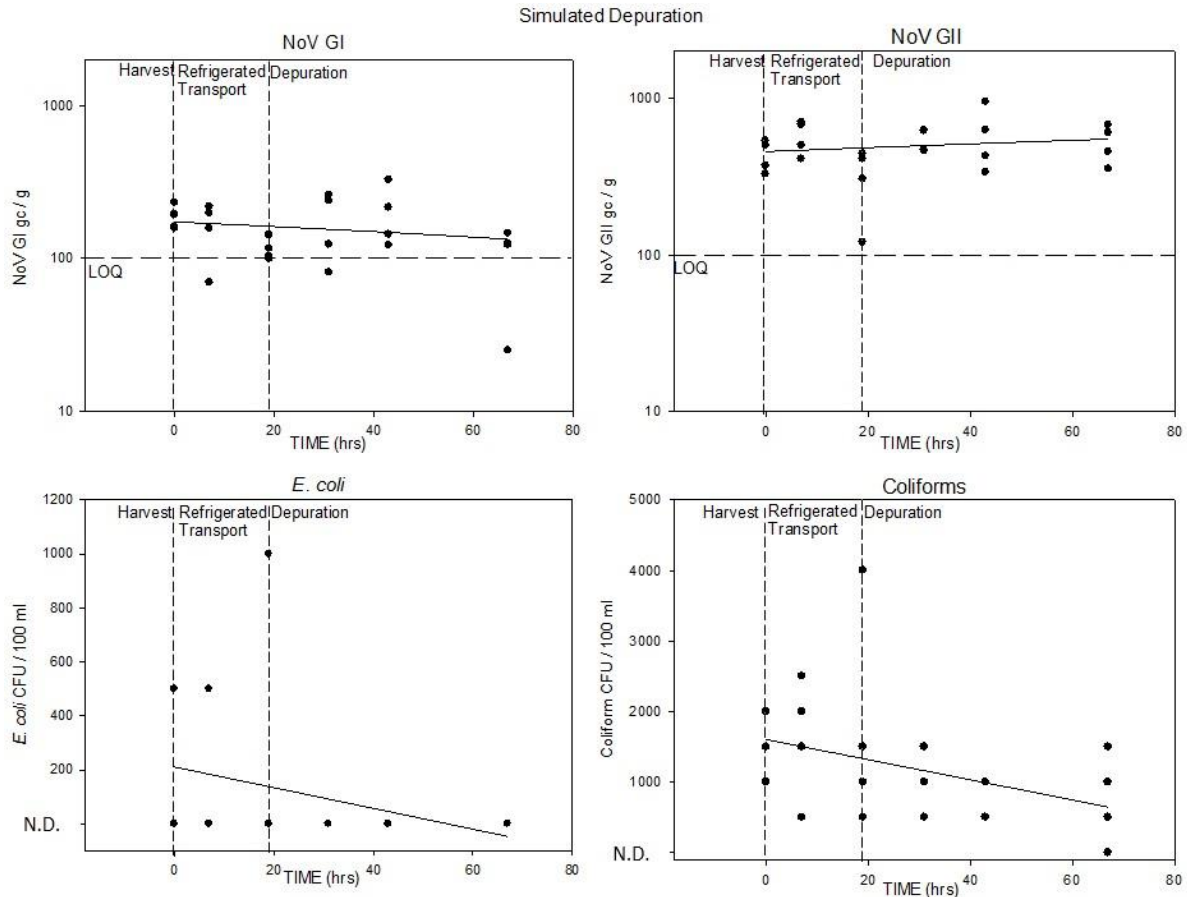 Simulated Depuration
NoV GI
Harvest Refrigerated Depuration
Transport
1000
100
10
LOQ
NoV GI gc / g
0 20 40 60 80
TIME (hrs)
NoV GII
Harvest Refrigerated Depuration
Transport
1000
100
10
LOQ
NoV GII gc / g
0 20 40 60 80
TIME (hrs)
E. coli
Harvest Refrigerated Depuration
Transport
1200
1000
800
600
400
200
N.D.
E. coli CFU / 100 ml
0 20 40 60 80
TIME (hrs)
Coliforms
Harvest Refrigerated Depuration
Transport
5000
4000
3000
2000
1000
N.D.
Coliform CFU / 100 ml
0 20 40 60 80
TIME (hrs)